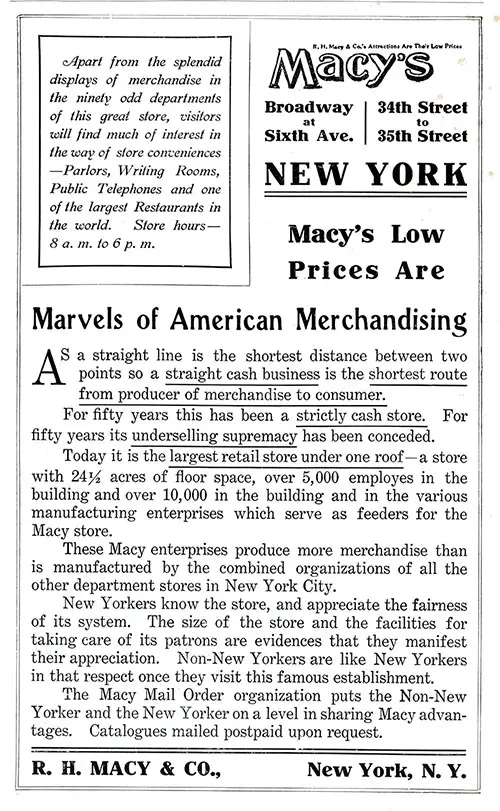 Apart from the splendid
displays of merchandise in
the ninety odd departments
of this great store, visitors
will find much of interest in
the way of store conveniences
—Parlors, Writing Rooms,
Public Telephones and one
of the largest Restaurants in
the world. Store hours—
8 a. m. to 6 p. m.
R. H. Macy & Co.'s Attractions Are Their Low Prices
Macy's
Broadway
at
Sixth Ave.
34th Street
to
35th Street
NEW YORK
Macy's Low
Prices Are
Marvels of American Merchandising
AS a straight line is the shortest distance between two
points so a straight cash business is the shortest route
from producer of merchandise to consumer.
For fifty years this has been a strictly cash store. For
fifty years its underselling supremacy has been conceded.
Today it is the largest retail store under one roof—a store
with 24½ acres of floor space, over 5,000 employes in the
building and over 10,000 in the building and in the various
manufacturing enterprises which serve as feeders for the
Macy store.
These Macy enterprises produce more merchandise than
is manufactured by the combined organizations of all the
other department stores in New York City.
New Yorkers know the store, and appreciate the fairness
of its system. The size of the store and the facilities for
taking care of its patrons are evidences that they manifest
their appreciation. Non-New Yorkers are like New Yorkers
in that respect once they visit this famous establishment.
The Macy Mail Order organization puts the Non-New
Yorker and the New Yorker on a level in sharing Macy advan-
tages. Catalogues mailed postpaid upon request.
R. H. MACY & CO., New York, N. Y.